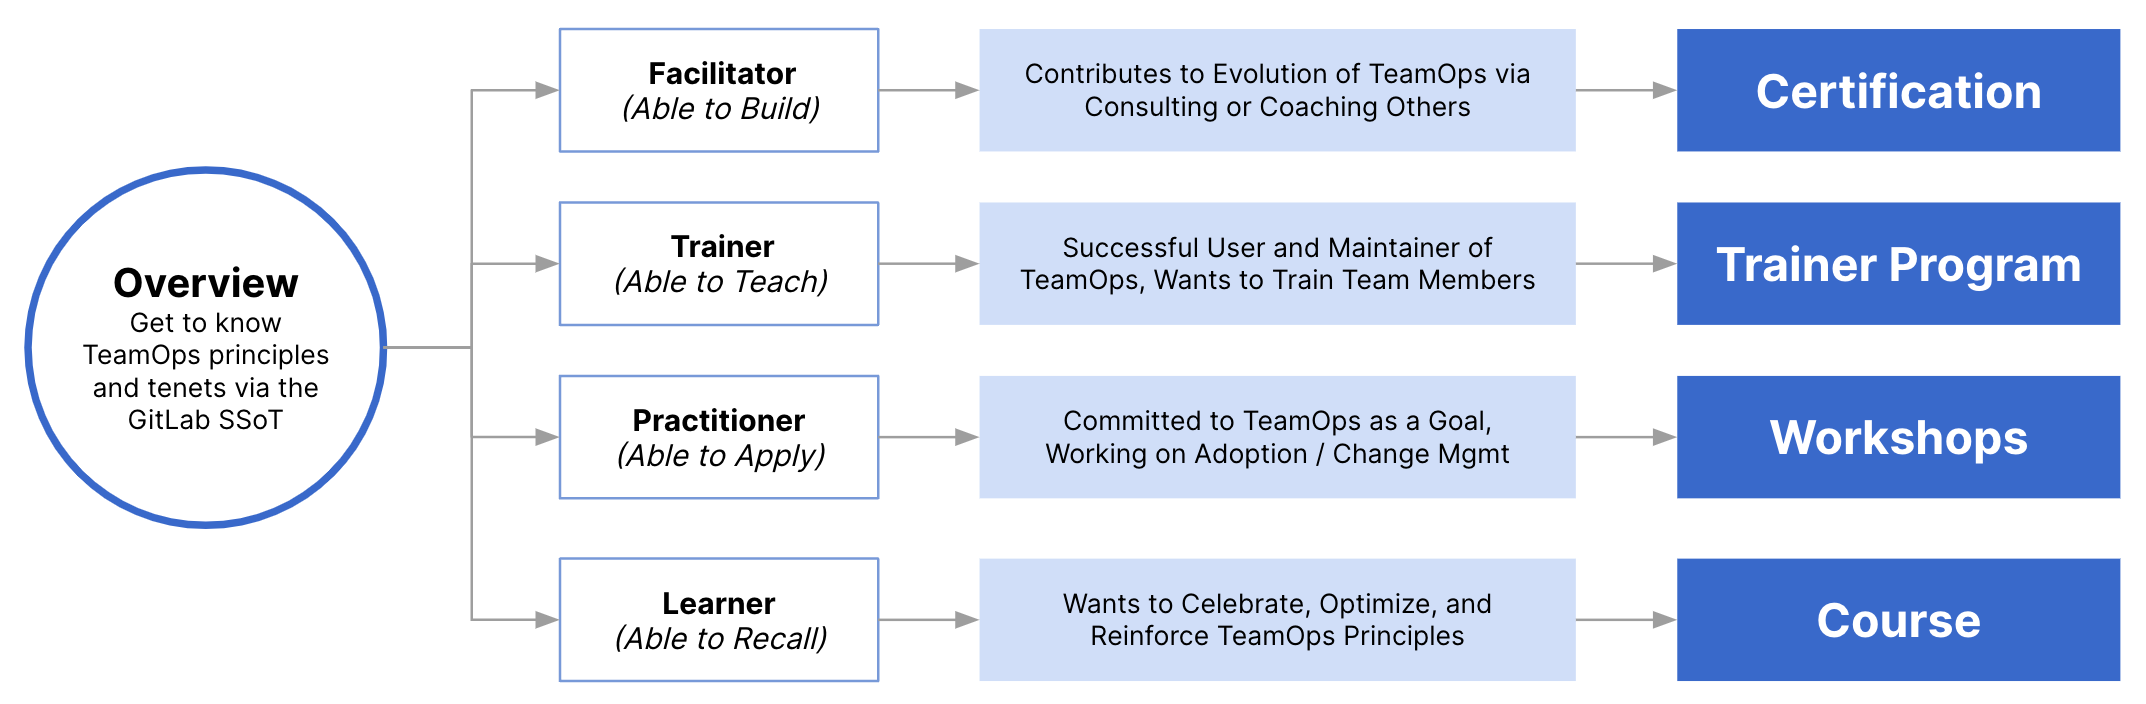 Overview
Get to know
TeamOps principles
and tenets via the
GitLab SSoT
Facilitator
(Able to Build)
Contributes to Evolution of TeamOps via
Consulting or Coaching Others
Certification
Trainer
(Able to Teach)
Successful User and Maintainer of
TeamOps, Wants to Train Team Members
Trainer Program
Practitioner
(Able to Apply)
Committed to TeamOps as a Goal,
Working on Adoption / Change Mgmt
Workshops
Learner
(Able to Recall)
Wants to Celebrate, Optimize, and
Reinforce TeamOps Principles
Course